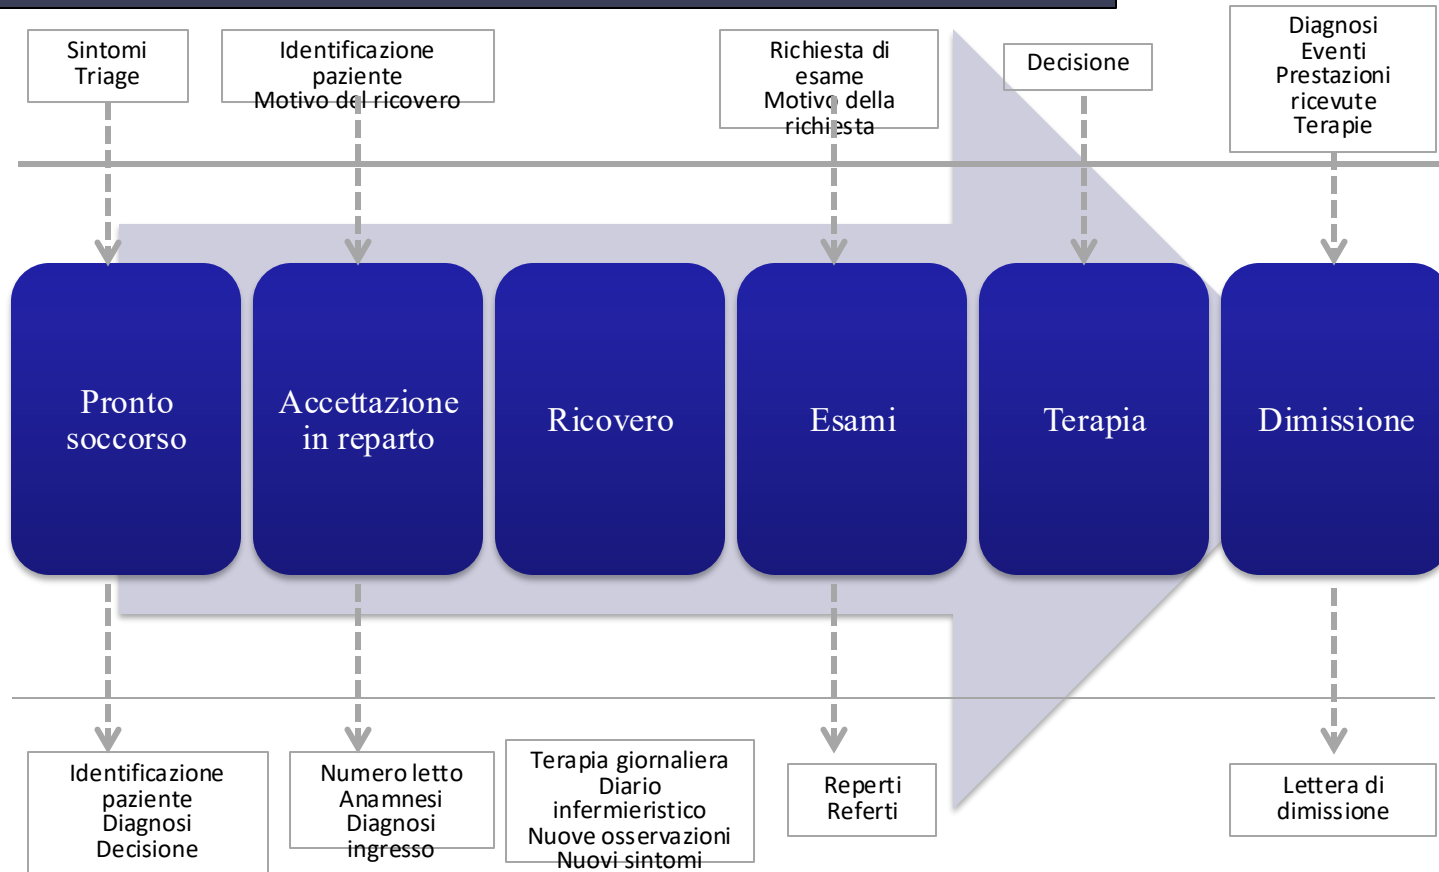 Sintomi
Triage
Identificazione
paziente
Motivo del ricovero
Richiesta di
esame
Motivo della
richiesta
Decisione
Diagnosi
Eventi
Prestazioni
ricevute
Terapie
Pronto
soccorso
Accettazione
in reparto
Ricovero
Esami
Terapia
Dimissione
Identificazione
paziente
Diagnosi
Decisione
Numero letto
Anamnesi
Diagnosi
ingresso
Terapia giornaliera
Diario
infermieristico
Nuove osservazioni
Nuovi sintomi
Reperti
Referti
Lettera di
dimissione